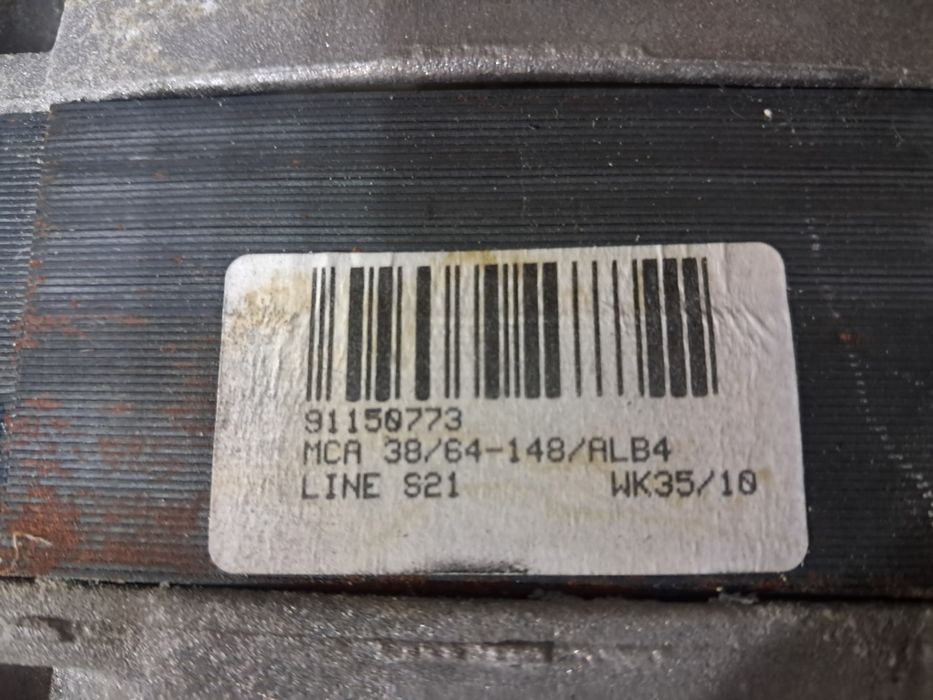 91150773
MCA 38/64-148/ALB4
LINE S21 WK35/10